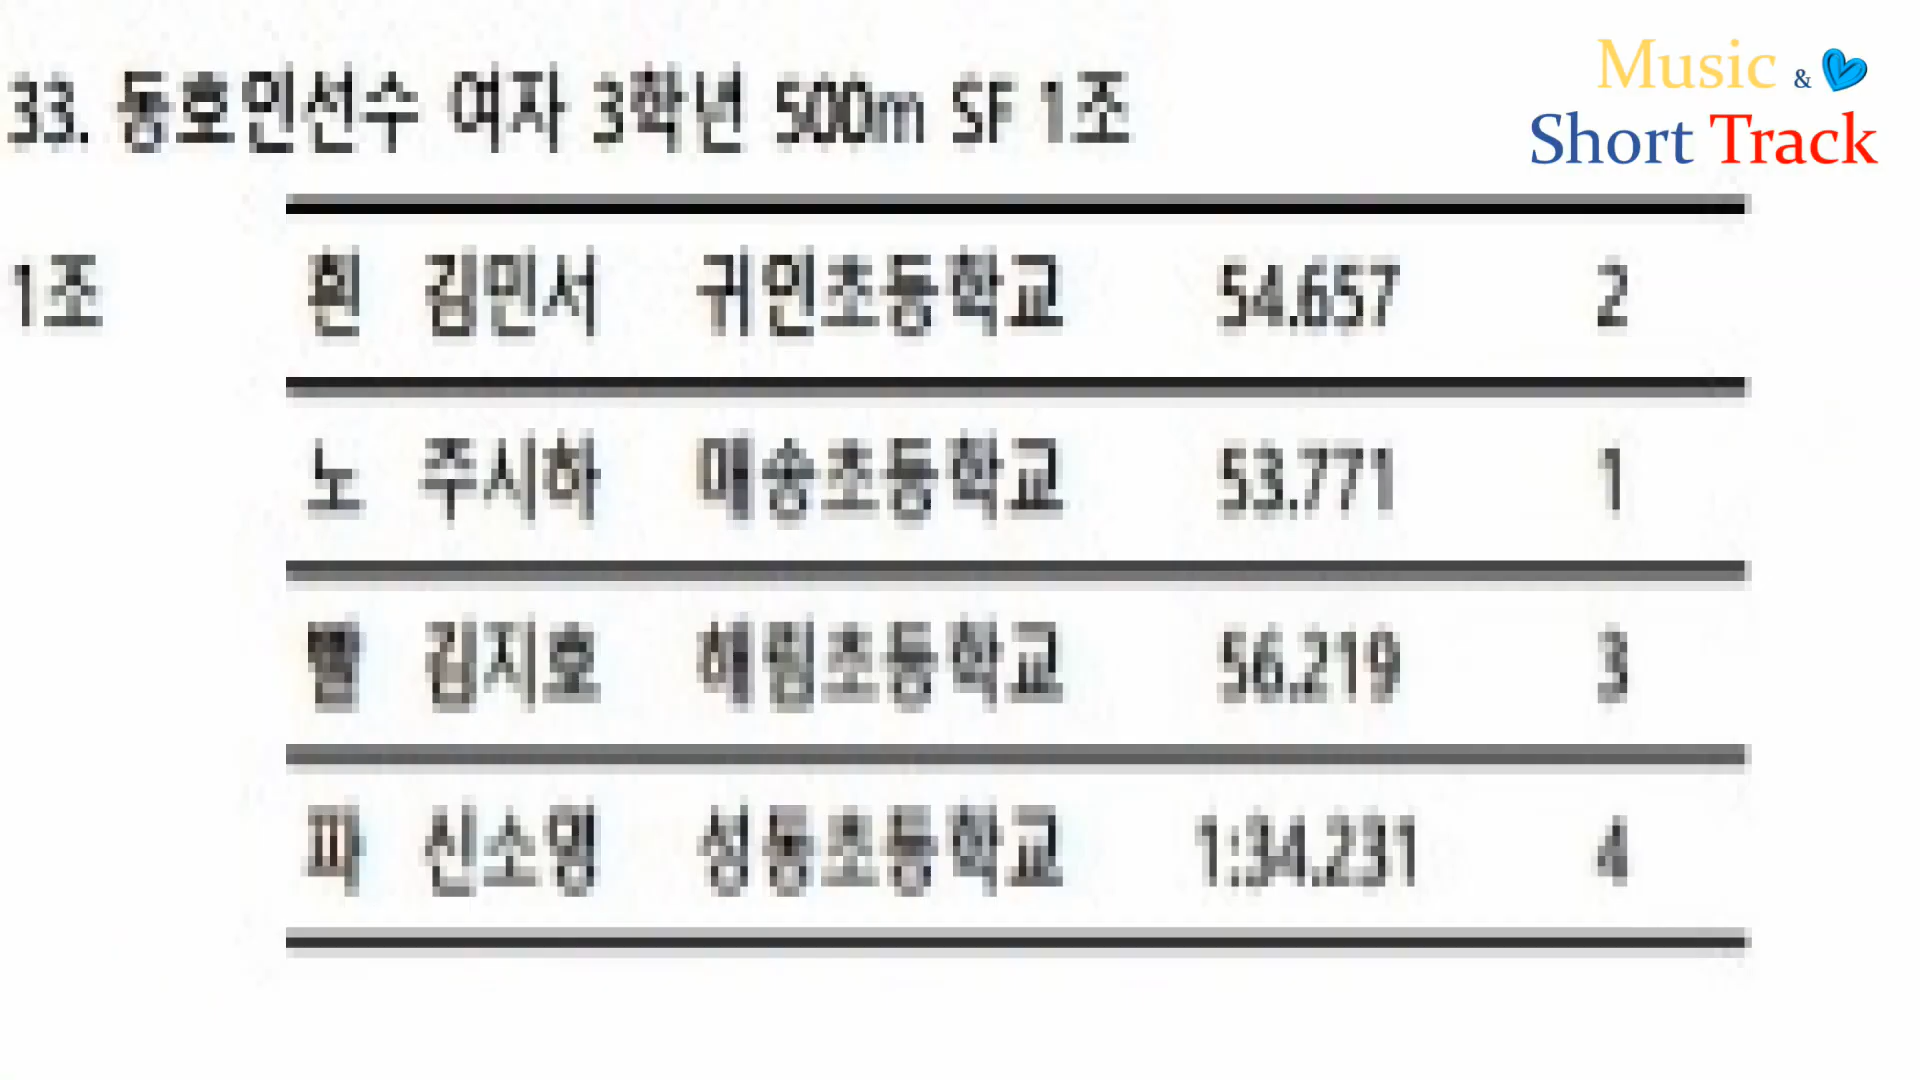 33. 동호인선수 여자 3학년 500m SF 1조
Music &
Short Track
1조 흰 김민서 귀인초등학교 54.657 2
노 주시하 매송초등학교 53.771 1
빨 김지호 해림초등학교 56.219 3
파 신소영 성동초등학교 1:34.231 4